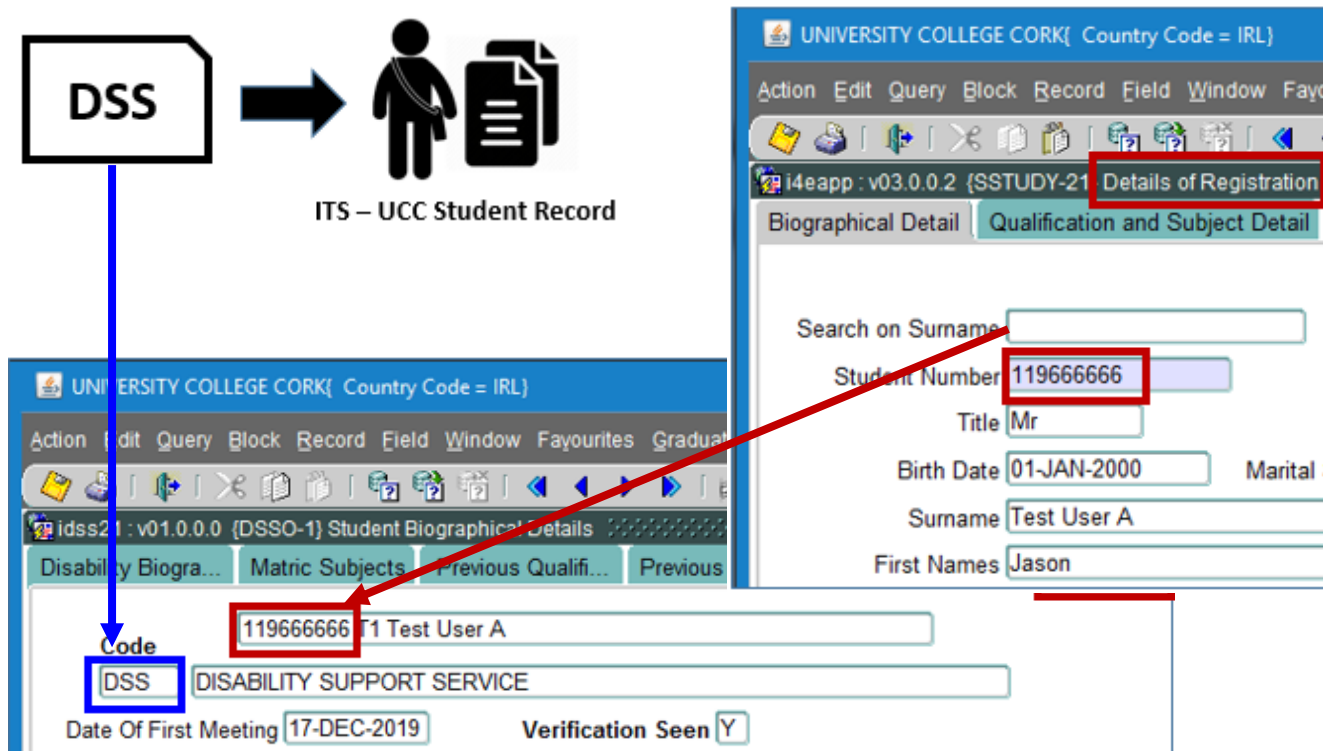 DSS
ITS – UCC Student Record
UNIVERSITY COLLEGE CORK{ Country Code = IRL}
Action Edit Query Block Record Field Window
i4eapp : v03.0.0.2 {SSTUDY-21 Details of Registration
Biographical Detail Qualification and Subject Detail
Search on Surname
Student Number 119666666
Title Mr
Birth Date 01-JAN-2000 Marital
Surname Test User A
First Names Jason
UNIVERSITY COLLEGE CORK{ Country Code = IRL}
Action Edit Query Block Record Field Window Favourites Graduat
idss21 : v01.0.0.0 {DSSO-1} Student Biographical Details
Disability Biogra... Matric Subjects Previous Qualifi... Previous
119666666 T1 Test User A
Code
DSS DISABILITY SUPPORT SERVICE
Date Of First Meeting 17-DEC-2019 Verification Seen Y